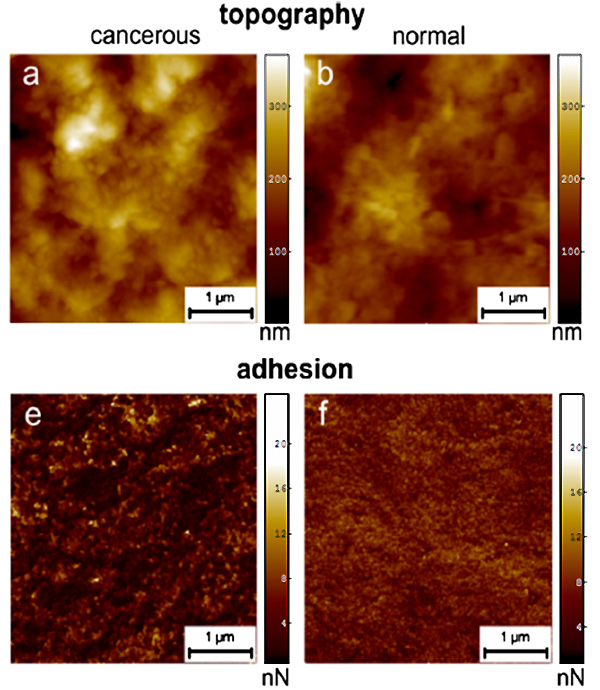 topography
cancerous normal
a b
300 300
200 200
100 100
1 μm 1 μm
nm nm
adhesion
e f
20 20
16 16
12 12
8 8
4 4
1 μm 1 μm
nN nN